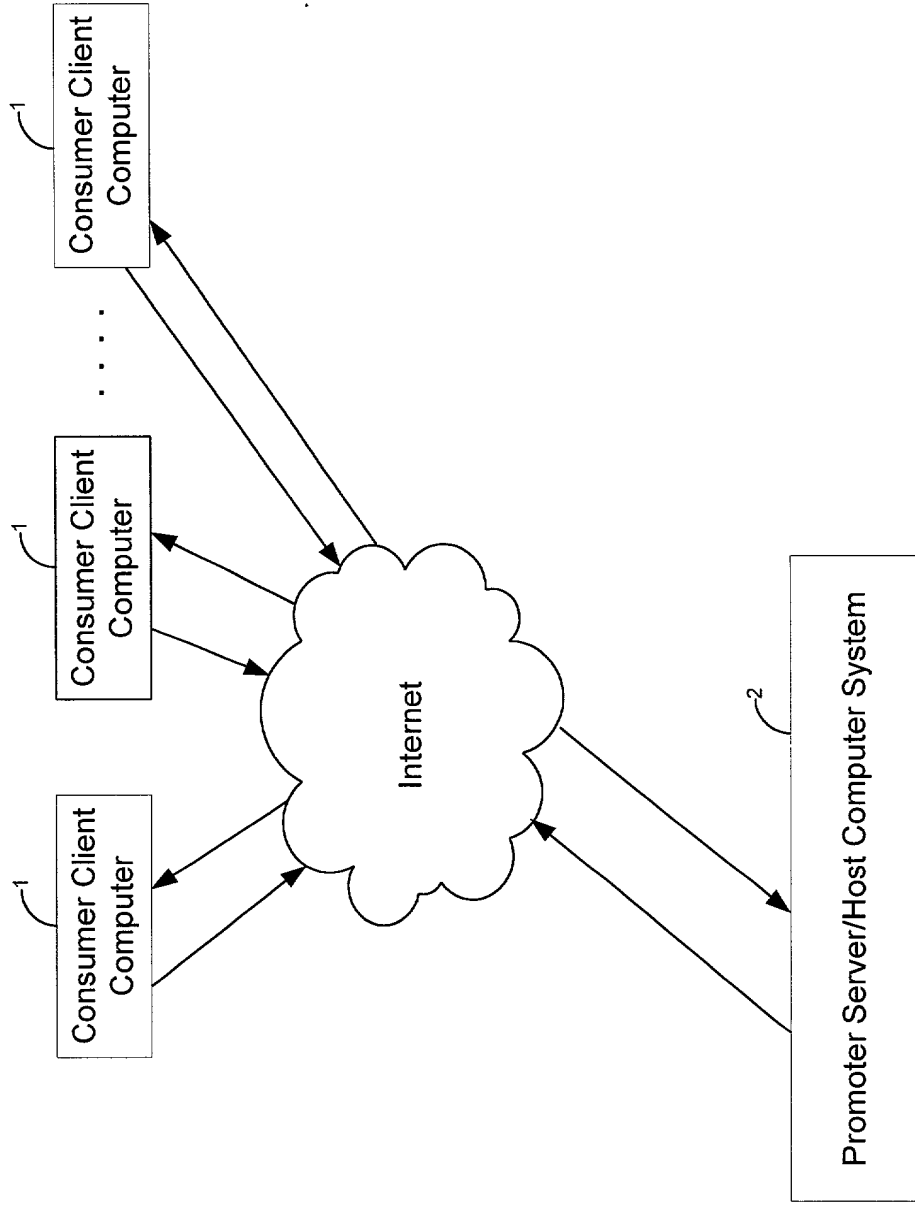 1
Consumer Client
Computer
1
Consumer Client
Computer
. . . .
1
Consumer Client
Computer
Internet
2
Promoter Server/Host Computer System